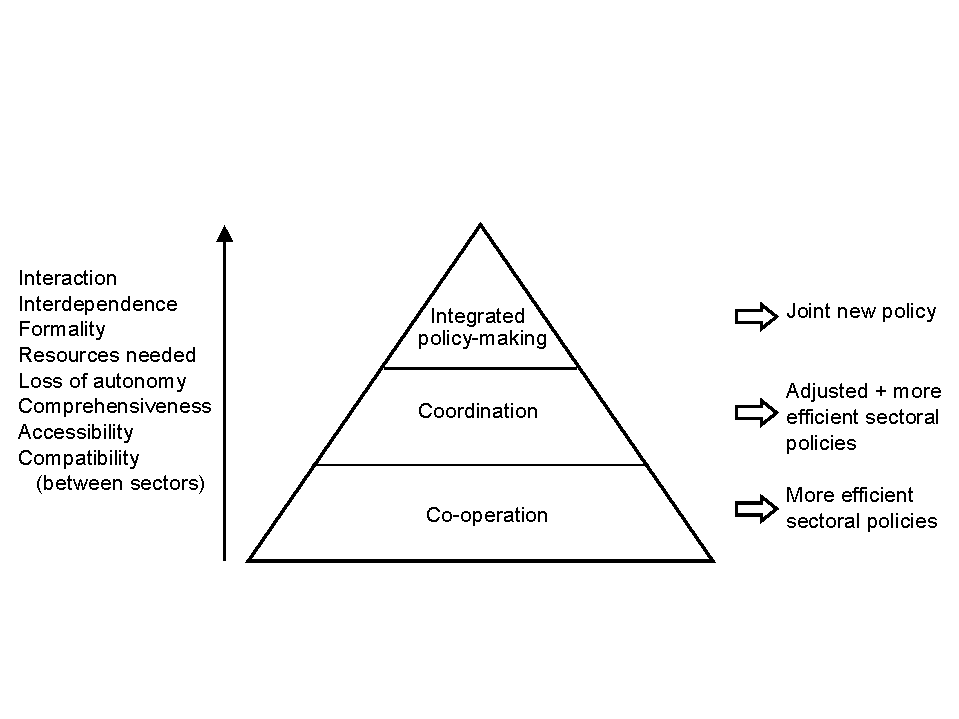 Interaction
Interdependence
Formality
Resources needed
Loss of autonomy
Comprehensiveness
Accessibility
Compatibility
(between sectors)
Integrated
policy-making
Coordination
Co-operation
Joint new policy
Adjusted + more
efficient sectoral
policies
More efficient
sectoral policies